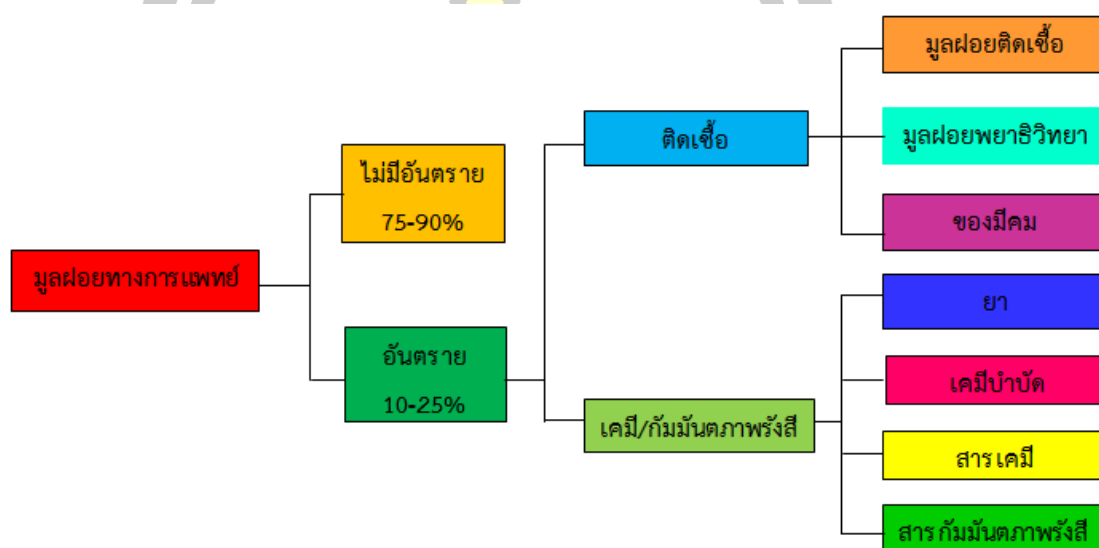 มูลฝอยทางการแพทย์
ไม่มีอันตราย
75-90%
อันตราย
10-25%
ติดเชื้อ
เคมี/กัมมันตภาพรังสี
มูลฝอยติดเชื้อ
มูลฝอยพยาธิวิทยา
ของมีคม
ยา
เคมีบำบัด
สารเคมี
สารกัมมันตภาพรังสี